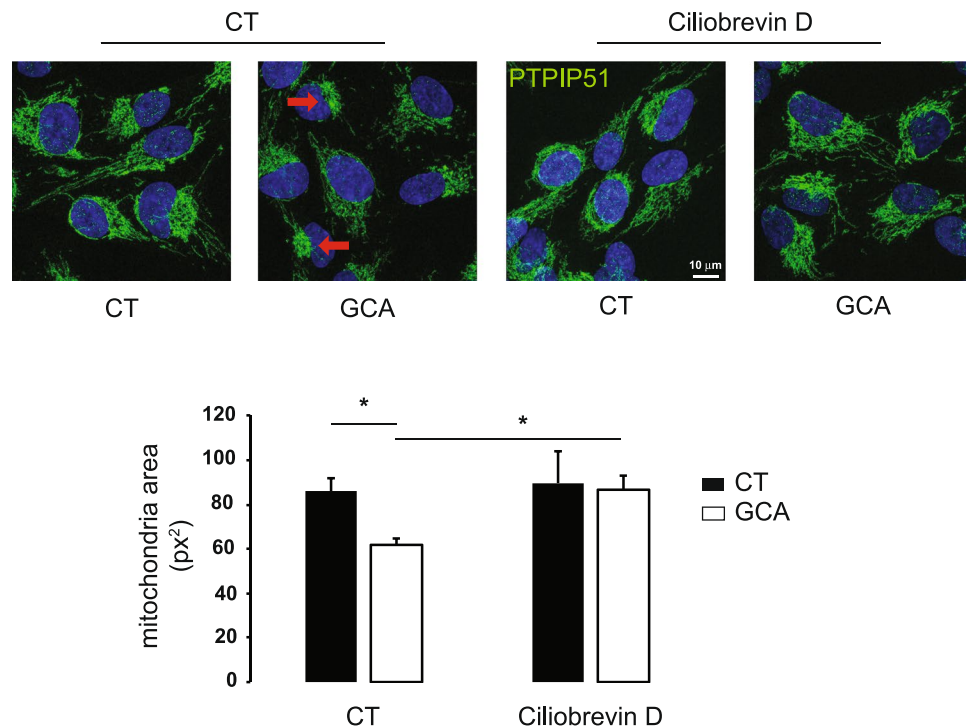 CT
Ciliobrevin D
PTPIP51
10 μm
CT
GCA
CT
GCA
mitochondria area
(px²)
120
100
80
60
40
20
0
*
*
CT
GCA
CT
Ciliobrevin D